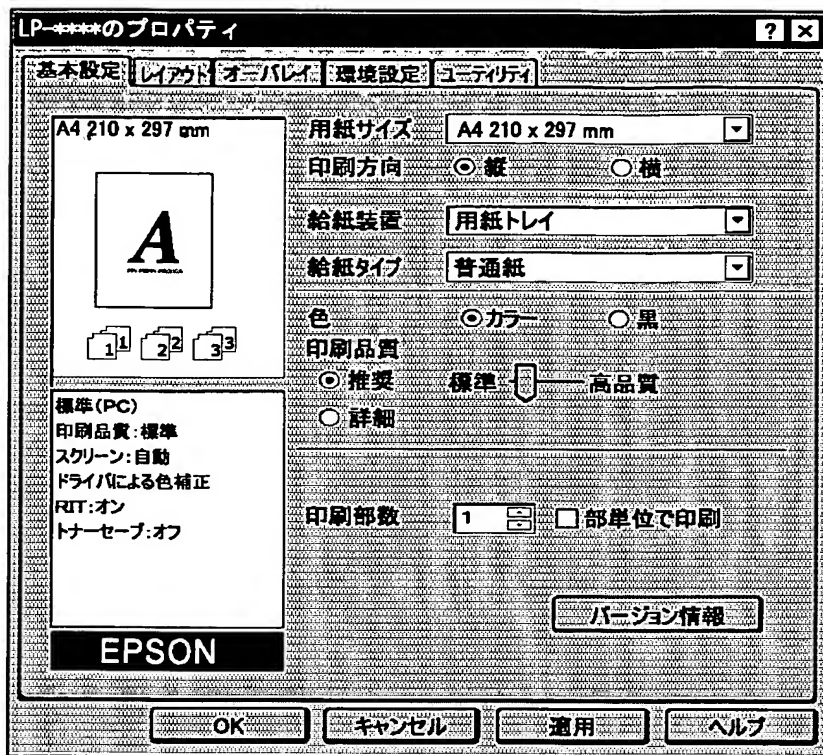 LP-****のプロパティ
基本設定 レイアウト オーバレイ 環境設定 ユーティリティ
A4 210 x 297 mm
A
1 1 2 2 3 3
標準(PC)
印刷品質:標準
スクリーン:自動
ドライバによる色補正
RIT:オン
トナーセーブ:オフ
EPSON
用紙サイズ A4 210 x 297 mm
印刷方向 縦 横
給紙装置 用紙トレイ
給紙タイプ 普通紙
色 カラー 黒
印刷品質
推奨 標準 高品質
詳細
印刷部数 1 部単位で印刷
バージョン情報
OK キャンセル 適用 ヘルプ